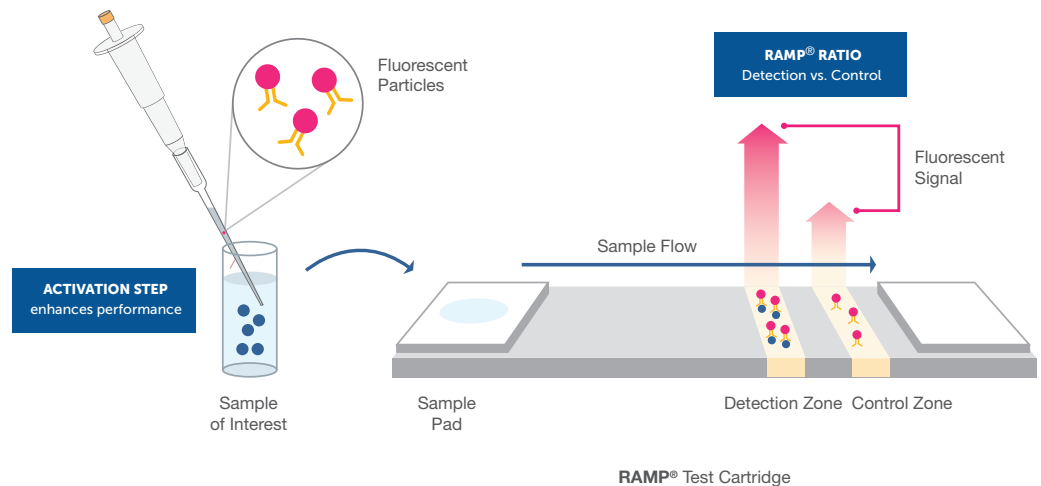 Fluorescent
Particles
RAMP® RATIO
Detection vs. Control
Fluorescent
Signal
Sample Flow
ACTIVATION STEP
enhances performance
Sample
of Interest
Sample
Pad
Detection Zone
Control Zone
RAMP® Test Cartridge